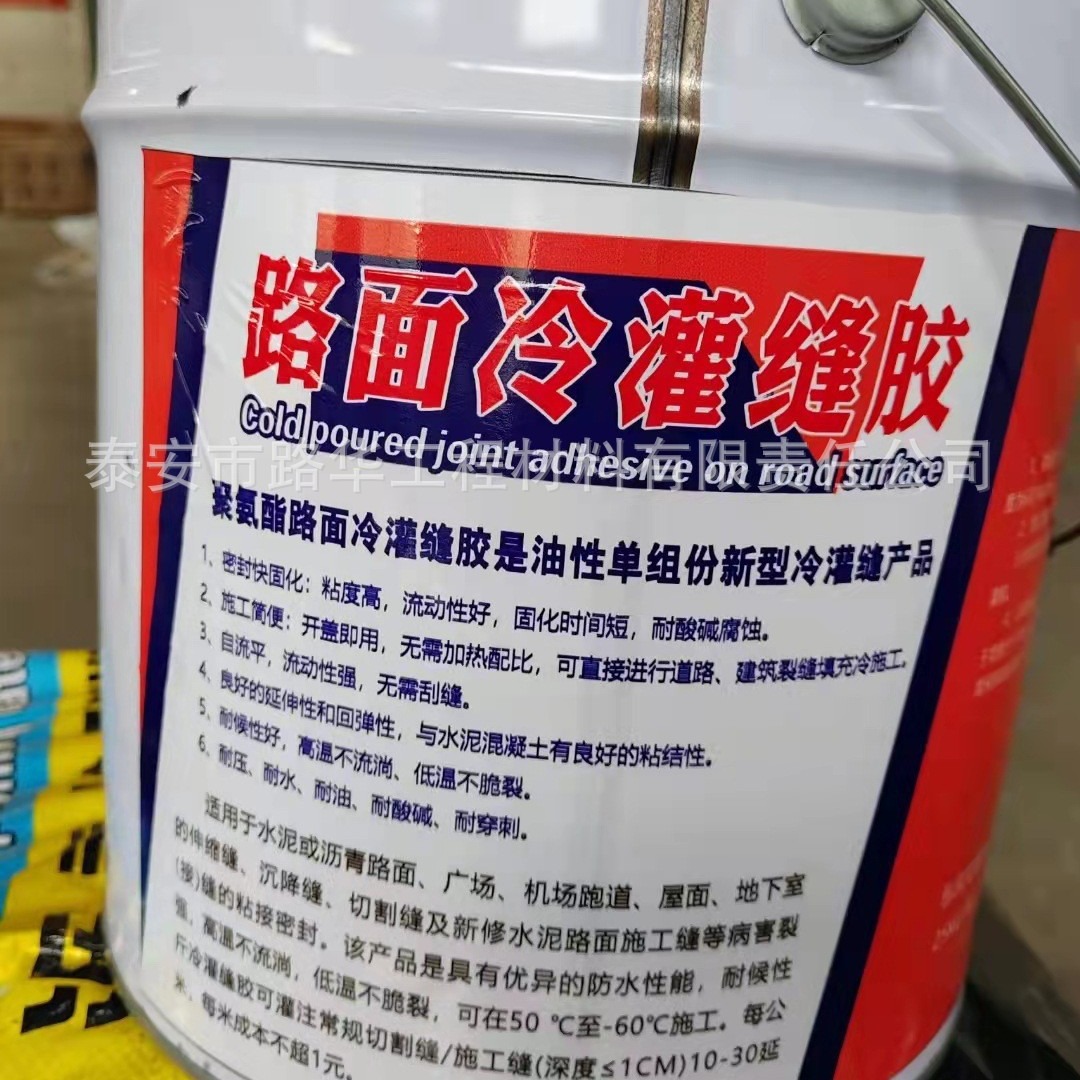 路面冷灌缝胶
Cold poured joint adhesive on road surface
泰安市路华工程材料有限责任公司
聚氨酯路面冷灌缝胶是油性单组份新型冷灌缝产品
1、密封快固化：粘度高，流动性好，固化时间短，耐酸碱腐蚀。
2、施工简便：开盖即用，无需加热配比，可直接进行道路、建筑裂缝填充冷施工。
3、自流平，流动性强，无需刮缝。
4、良好的延伸性和回弹性，与水泥混凝土有良好的粘结性。
5、耐候性好，高温不流淌、低温不脆裂。
6、耐压、耐水、耐油、耐酸碱、耐穿刺。
适用于水泥或沥青路面、广场、机场跑道、屋面、地下室
的伸缩缝、沉降缝、切割缝及新修水泥路面施工缝等病害裂
(接)缝的粘接密封。该产品是具有优异的防水性能，耐候性
强，高温不流淌，低温不脆裂，可在50℃至-60℃施工。每公
斤冷灌缝胶可灌注常规切割缝/施工缝(深度≤1CM)10-30延
米，每米成本不超1元。